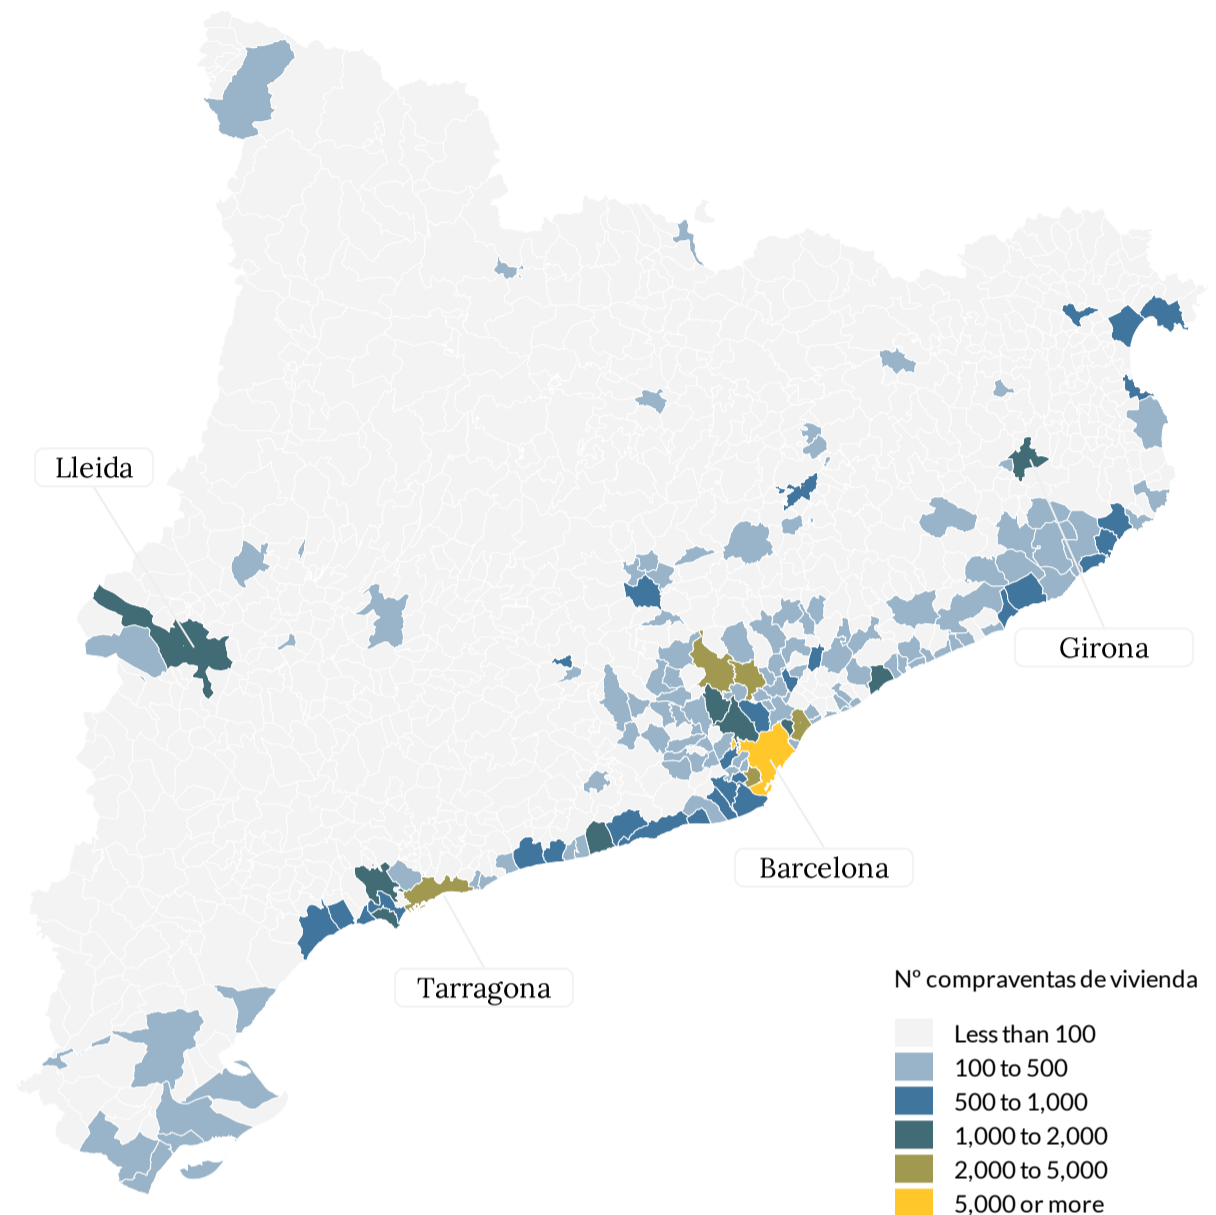 Lleida
Girona
Barcelona
Tarragona
Nº compraventas de vivienda
Less than 100
100 to 500
500 to 1,000
1,000 to 2,000
2,000 to 5,000
5,000 or more